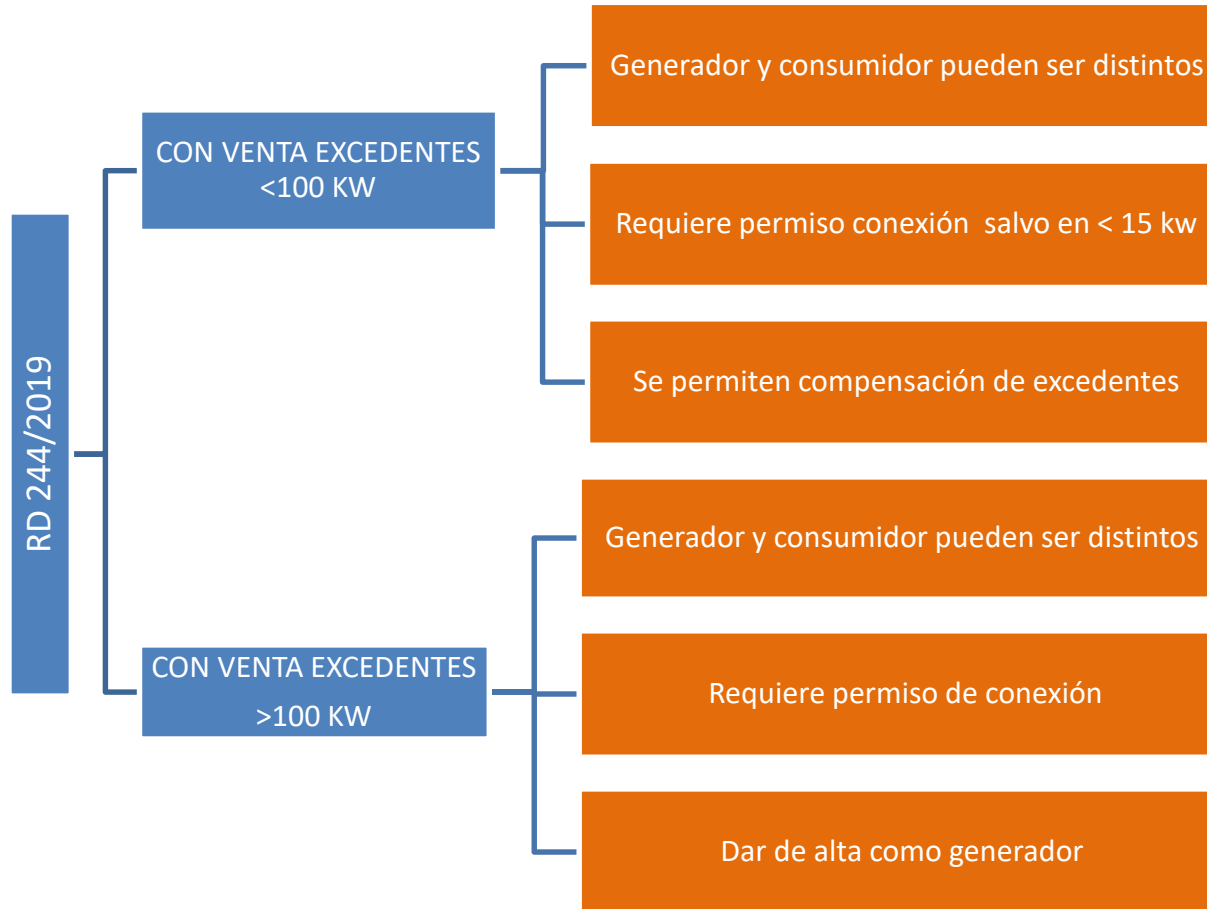 RD 244/2019
CON VENTA EXCEDENTES
<100 KW
Generador y consumidor pueden ser distintos
Requiere permiso conexión salvo en < 15 kw
Se permiten compensación de excedentes
CON VENTA EXCEDENTES
>100 KW
Generador y consumidor pueden ser distintos
Requiere permiso de conexión
Dar de alta como generador